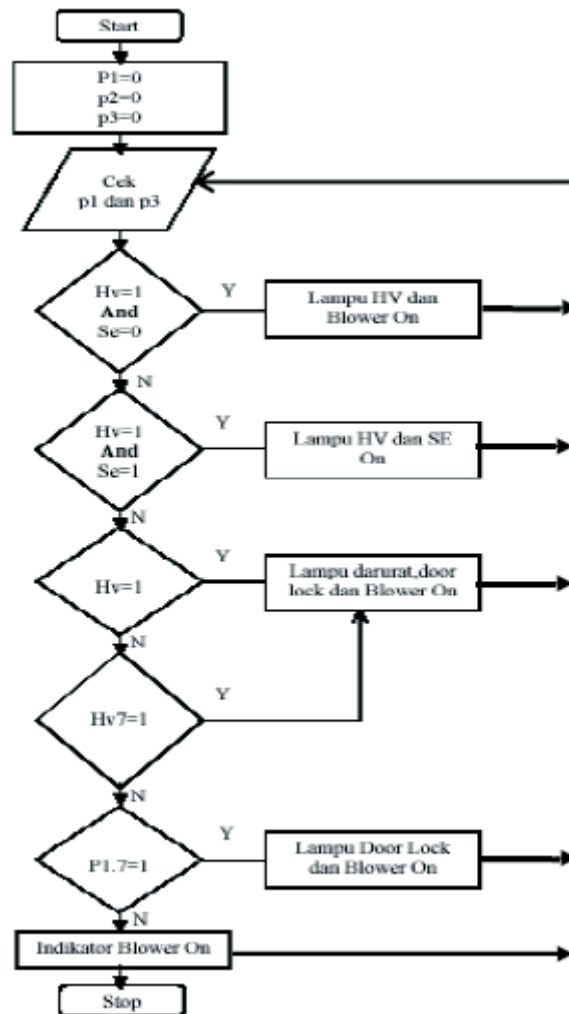 Start
P1=0
p2=0
p3=0
Cek
p1 dan p3
Hv=1
And
Se=0
Y
Lampu HV dan
Blower On
N
Hv=1
And
Se=1
Y
Lampu HV dan SE
On
N
Hv=1
Y
Lampu darurat,door
lock dan Blower On
N
Hv7=1
Y
N
P1.7=1
Y
Lampu Door Lock
dan Blower On
N
Indikator Blower On
Stop